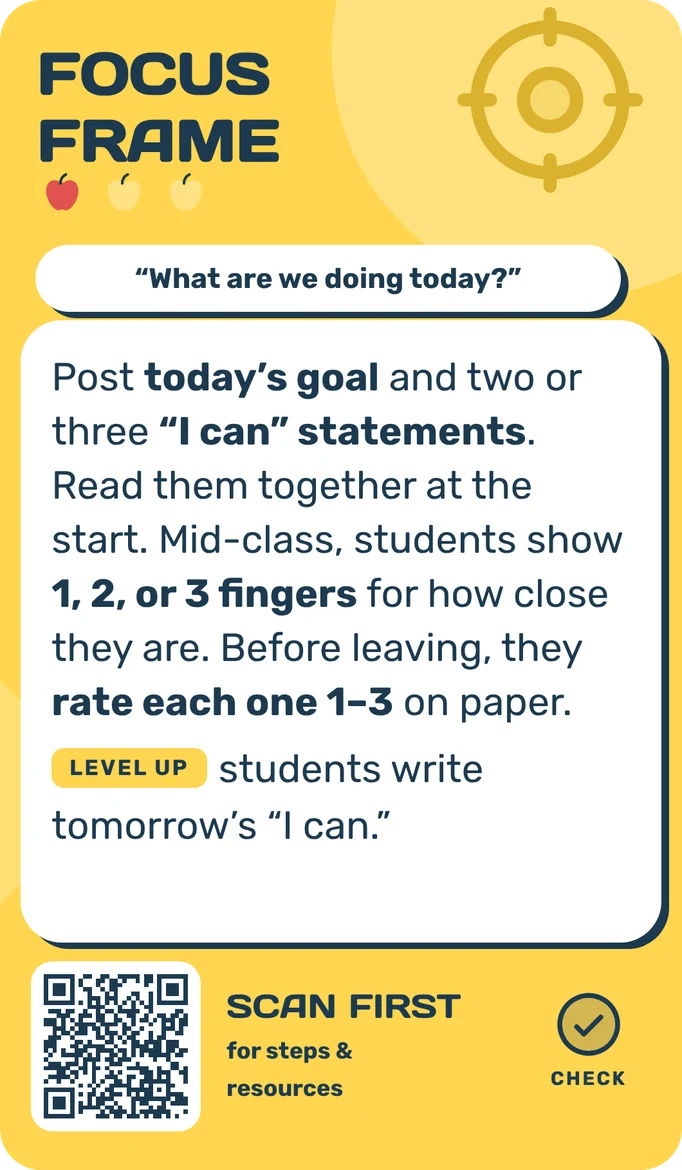 FOCUS
FRAME
“What are we doing today?”
Post today’s goal and two or
three “I can” statements.
Read them together at the
start. Mid-class, students show
1, 2, or 3 fingers for how close
they are. Before leaving, they
rate each one 1–3 on paper.
LEVEL UP students write
tomorrow’s “I can.”
SCAN FIRST
for steps &
resources
CHECK